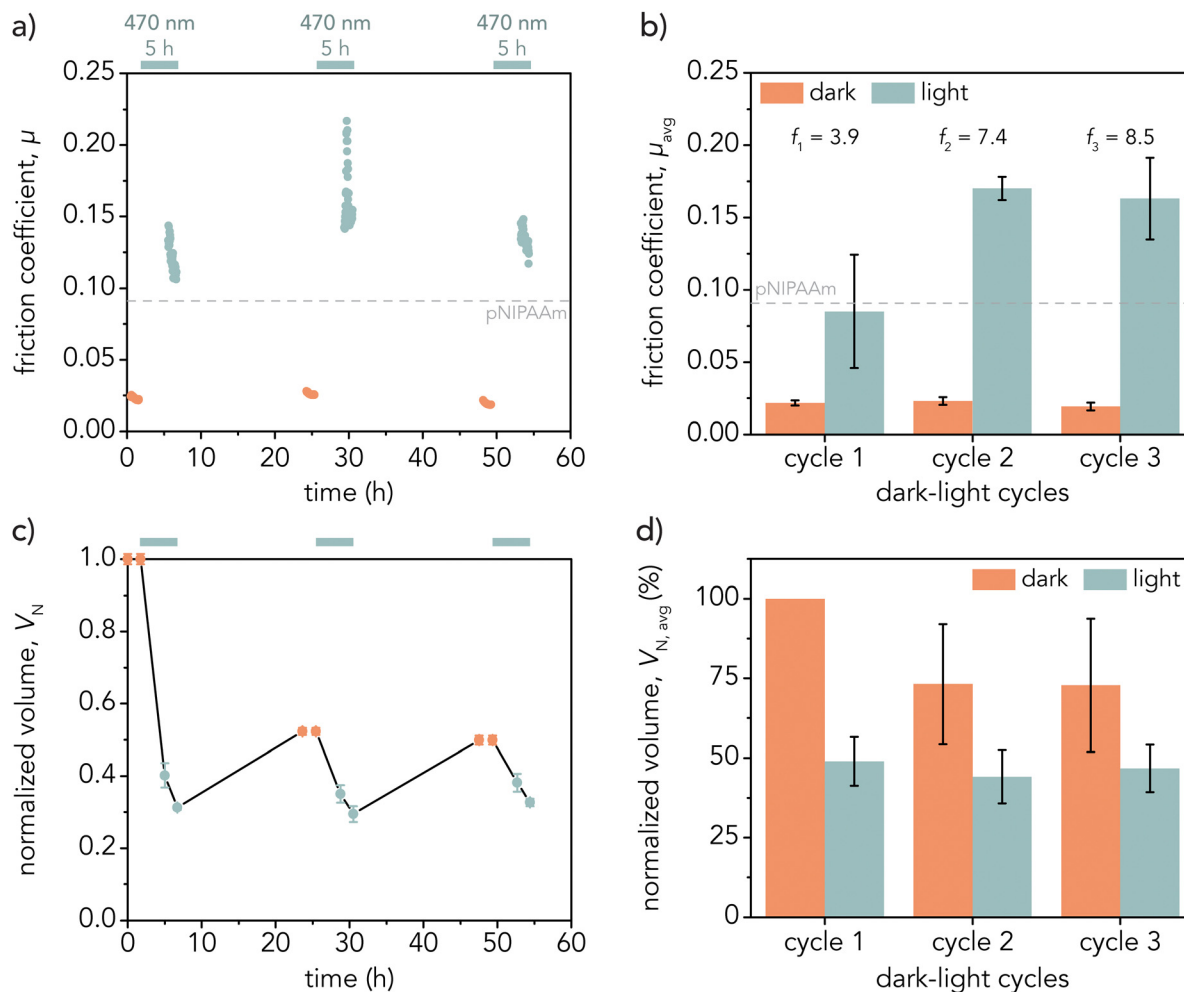 a)
470 nm
5 h
470 nm
5 h
470 nm
5 h
friction coefficient, μ
0.25
0.20
0.15
0.10
0.05
0.00
pNIPAAm
0 10 20 30 40 50 60
time (h)
b)
friction coefficient, μavg
0.25
0.20
0.15
0.10
0.05
0.00
dark light
f1 = 3.9 f2 = 7.4 f3 = 8.5
pNIPAAm
cycle 1 cycle 2 cycle 3
dark-light cycles
c)
normalized volume, VN
1.0
0.8
0.6
0.4
0.2
0.0
0 10 20 30 40 50 60
time (h)
d)
normalized volume, VN, avg (%)
100
75
50
25
0
dark light
cycle 1 cycle 2 cycle 3
dark-light cycles